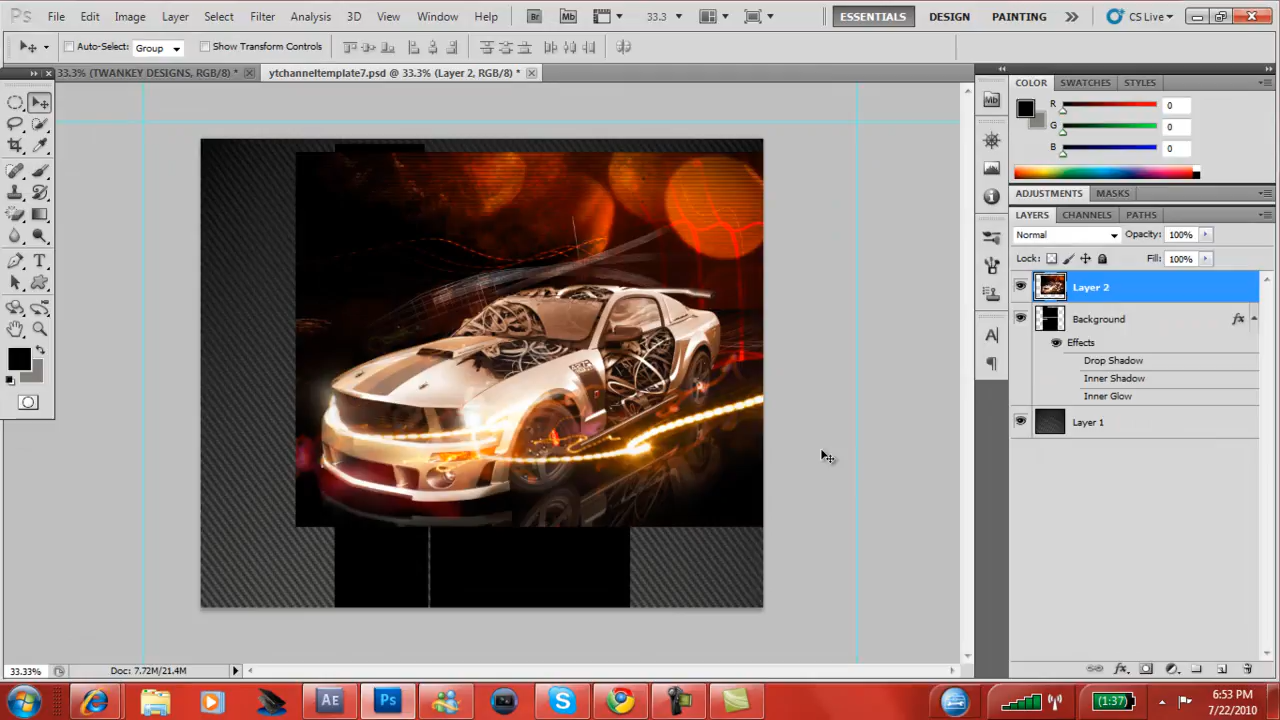 Ps File Edit Image Layer Select Filter Analysis 3D View Window Help Br Mb 33.3 ESSENTIALS DESIGN PAINTING CS Live
Auto-Select: Group Show Transform Controls
33.3% (TWANKEY DESIGNS, RGB/8) * ytchanneltemplate7.psd @ 33.3% (Layer 2, RGB/8) *
COLOR SWATCHES STYLES
Mb
R 0
G 0
B 0
ADJUSTMENTS MASKS
LAYERS CHANNELS PATHS
Normal Opacity: 100%
Lock: Fill: 100%
Layer 2
Background fx
Effects
Drop Shadow
Inner Shadow
Inner Glow
Layer 1
33.33% Doc: 7.72M/21.4M
AE Ps (1:37) 6:53 PM
7/22/2010